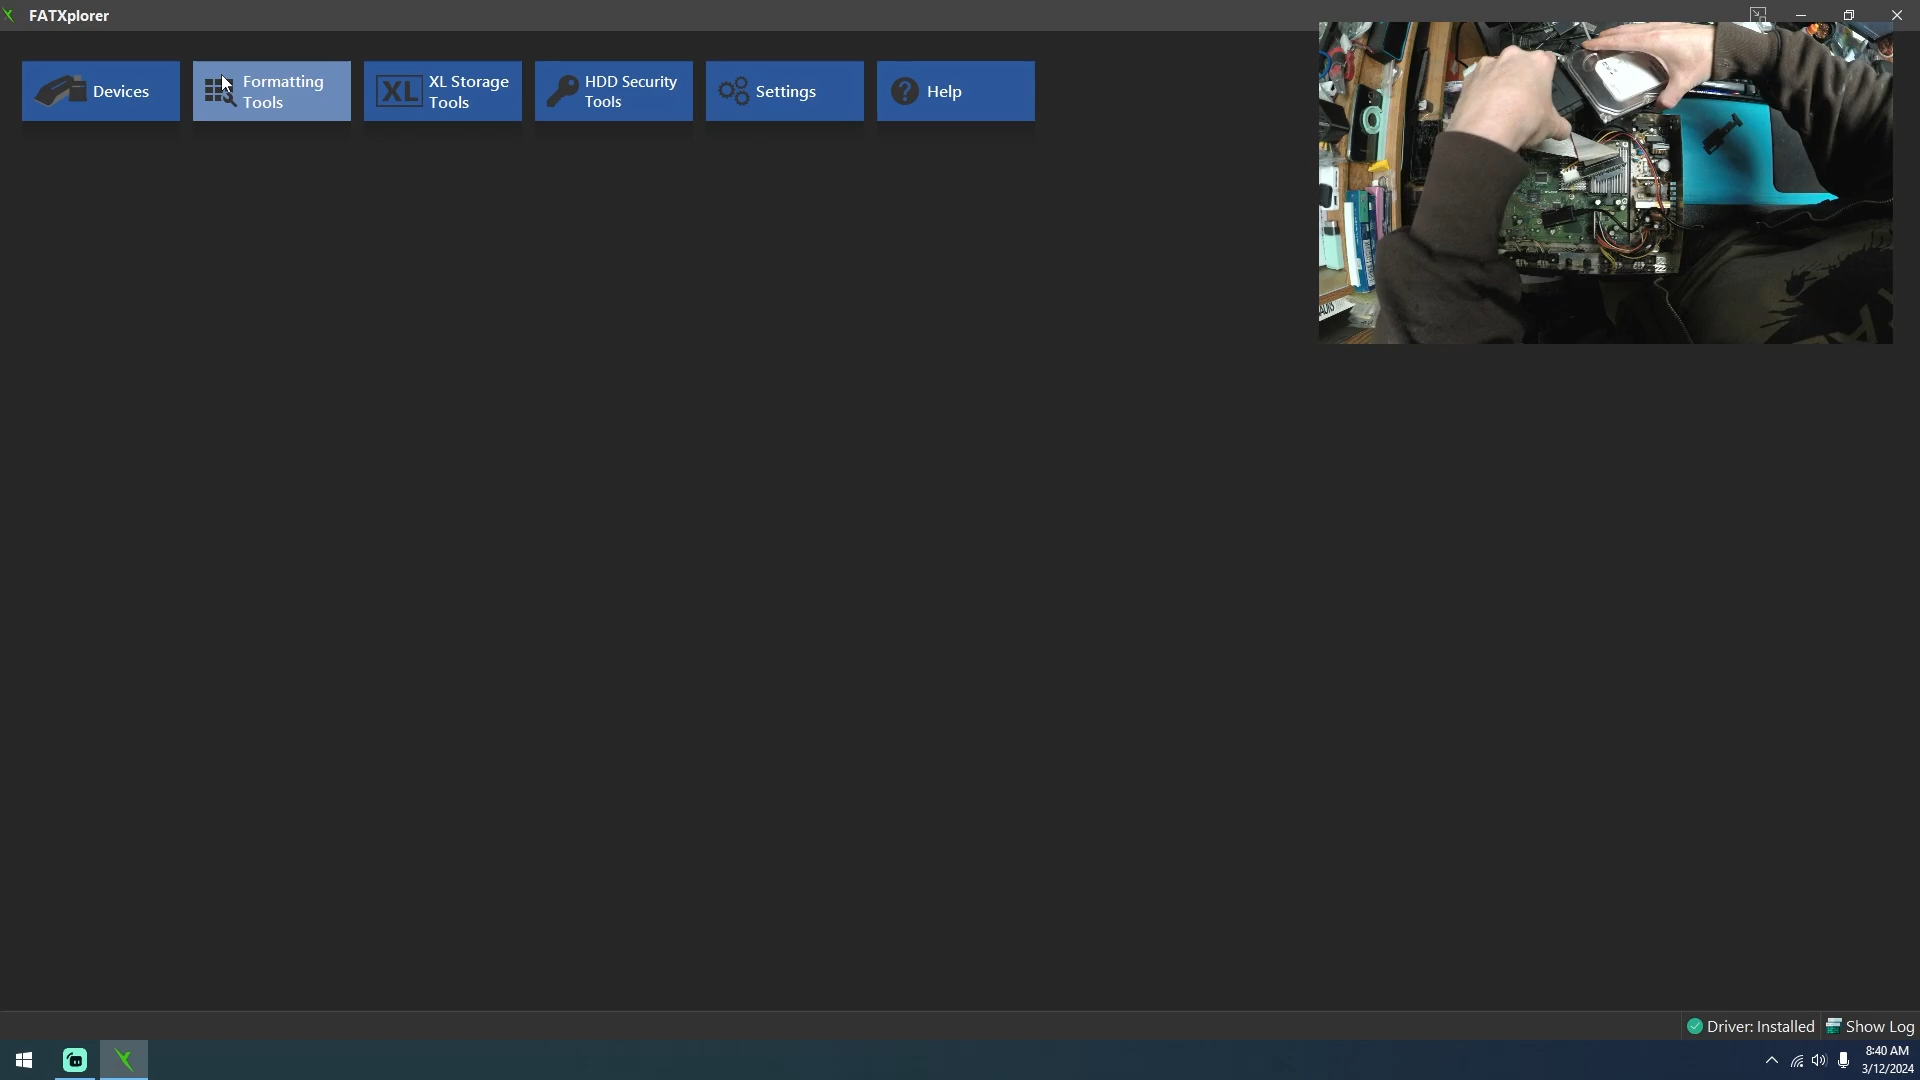 FATXplorer
Devices
Formatting
Tools
XL
XL Storage
Tools
HDD Security
Tools
Settings
? Help
Driver: Installed
Show Log
8:40 AM
3/12/2024